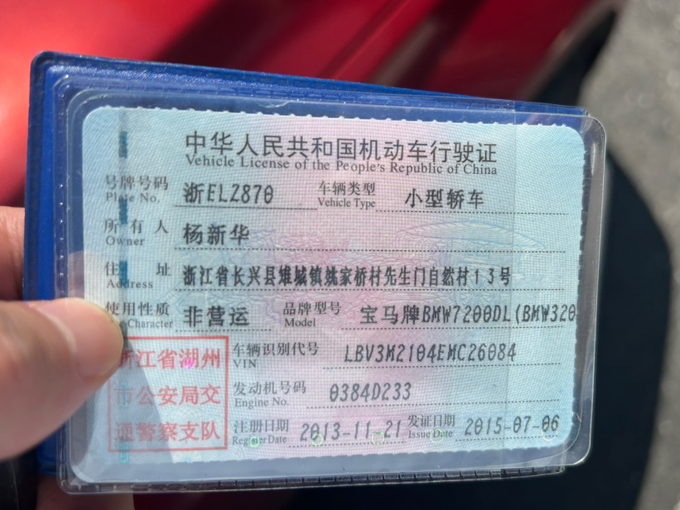 中华人民共和国机动车行驶证
Vehicle License of the People's Republic of China
号牌号码 浙ELZ870 车辆类型 小型轿车
Plate No. Vehicle Type
所有人 杨新华
Owner
住址 浙江省长兴县雉城镇姚家桥村先生门自然村13号
Address
使用性质 非营运 品牌型号 宝马牌BMW7200DL(BMW320
Character Model
浙江省湖州 车辆识别代号 LBV3M2104EMC26084
VIN
市公安局交 发动机号码 0384D233
Engine No.
通警察支队 注册日期 2013-11-21 发证日期 2015-07-06
Register Date Issue Date